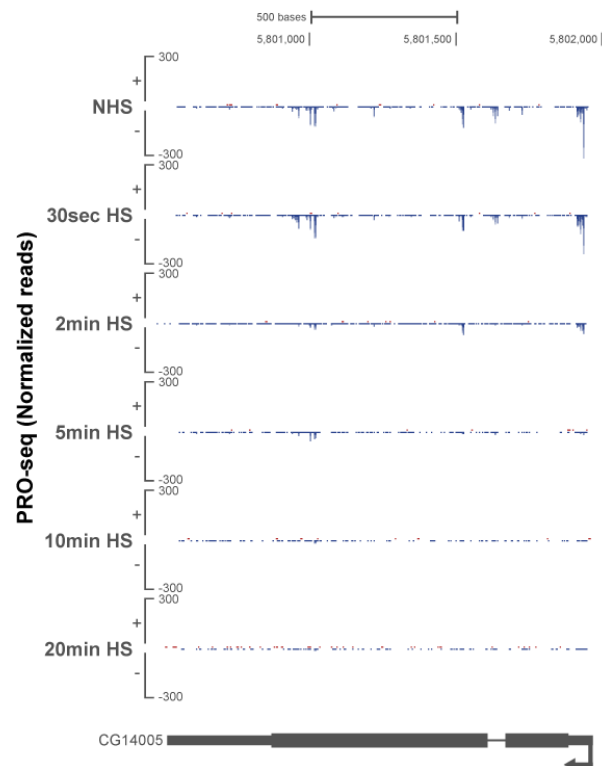 500 bases
5,801,000 5,801,500 5,802,000
PRO-seq (Normalized reads)
300
+
NHS
-
-300
300
+
30sec HS
-
-300
300
+
2min HS
-
-300
300
+
5min HS
-
-300
300
+
10min HS
-
-300
300
+
20min HS
-
-300
CG14005